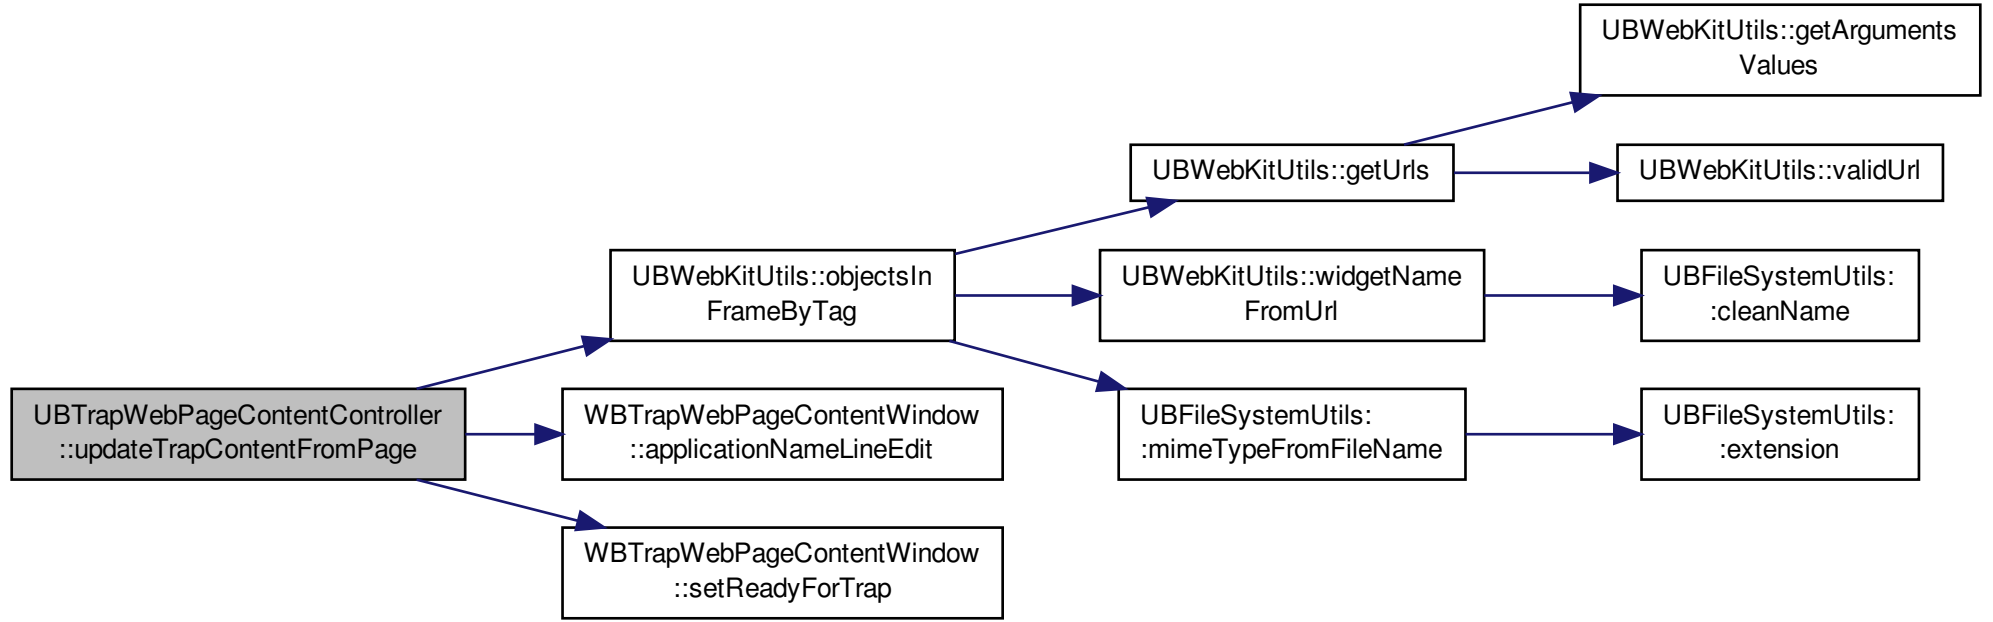 UBTrapWebPageContentController
::updateTrapContentFromPage
UBWebKitUtils::objectsIn
FrameByTag
WBTrapWebPageContentWindow
::applicationNameLineEdit
WBTrapWebPageContentWindow
::setReadyForTrap
UBWebKitUtils::getUrls
UBWebKitUtils::widgetName
FromUrl
UBFileSystemUtils:
:mimeTypeFromFileName
UBWebKitUtils::getArguments
Values
UBWebKitUtils::validUrl
UBFileSystemUtils:
:cleanName
UBFileSystemUtils:
:extension